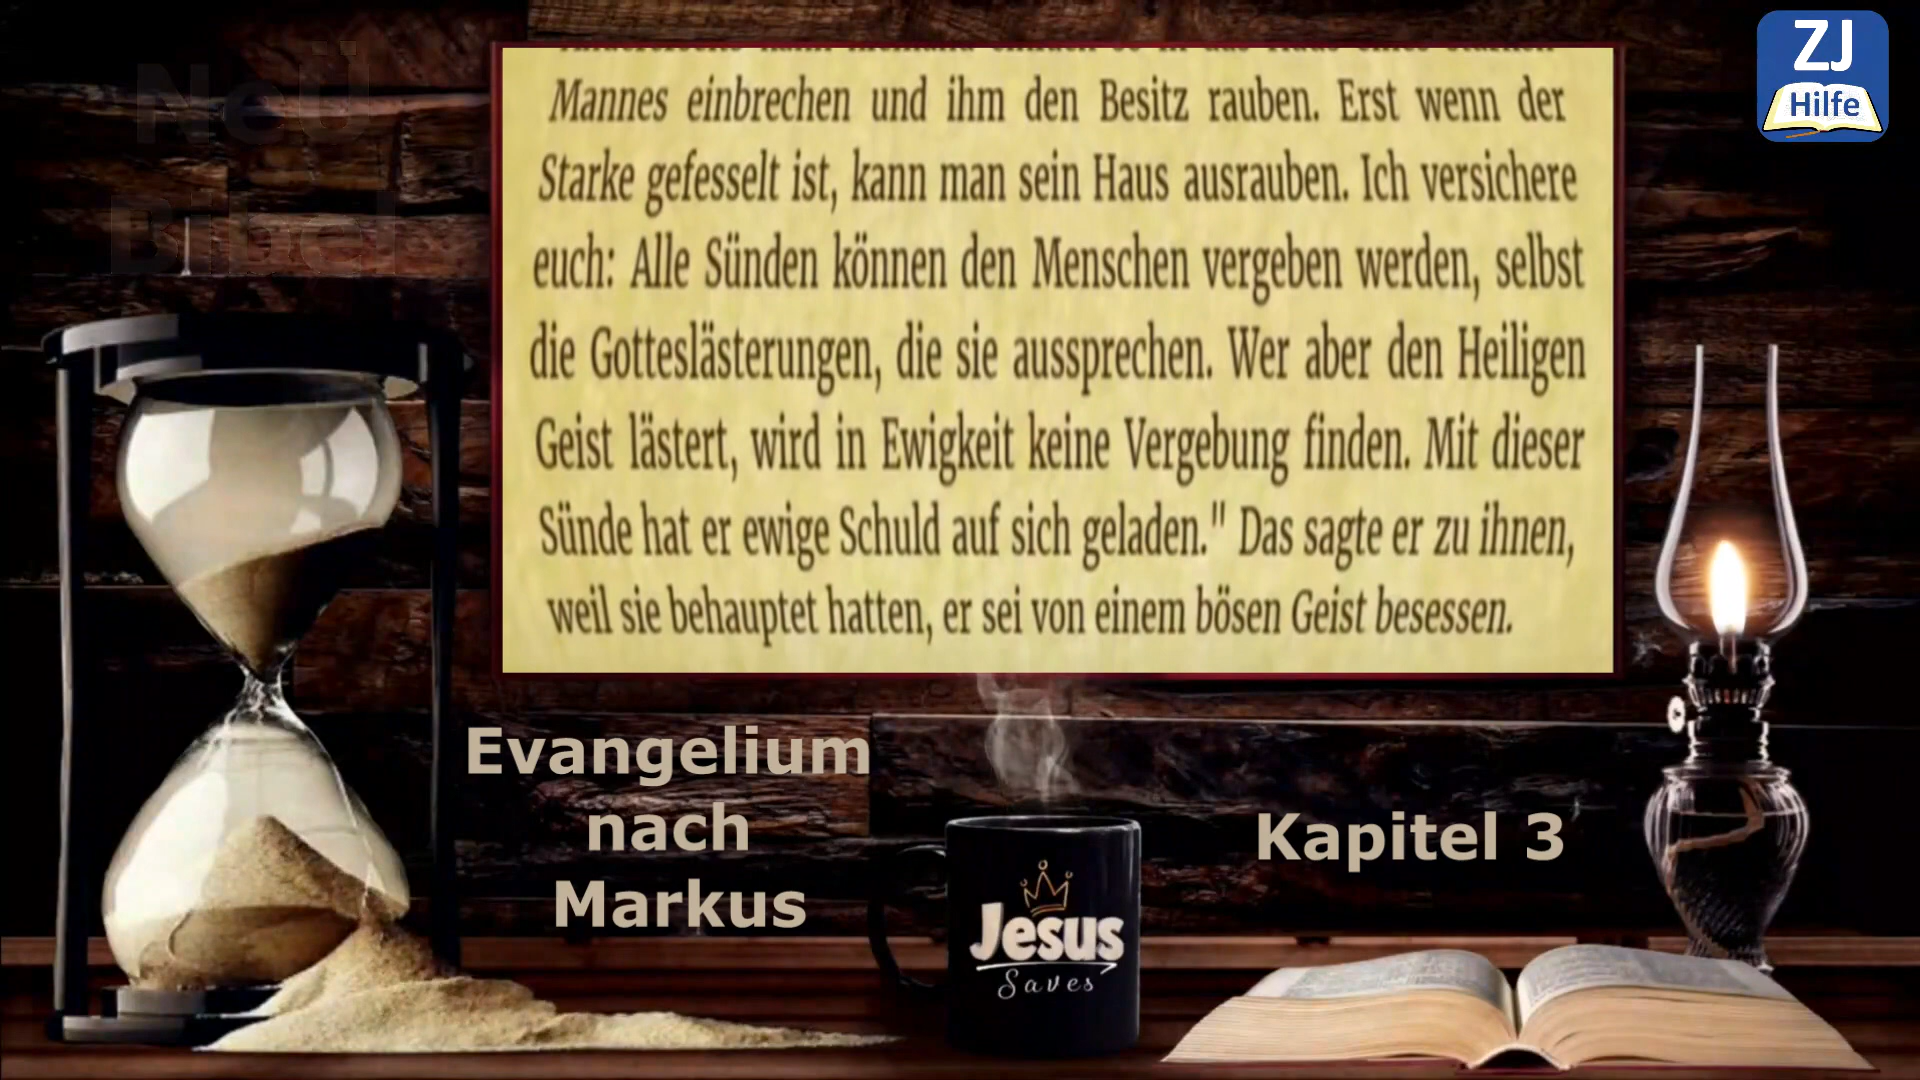 NeÜ
Bibel
Mannes einbrechen und ihm den Besitz rauben. Erst wenn der
Starke gefesselt ist, kann man sein Haus ausrauben. Ich versichere
euch: Alle Sünden können den Menschen vergeben werden, selbst
die Gotteslästerungen, die sie aussprechen. Wer aber den Heiligen
Geist lästert, wird in Ewigkeit keine Vergebung finden. Mit dieser
Sünde hat er ewige Schuld auf sich geladen." Das sagte er zu ihnen,
weil sie behauptet hatten, er sei von einem bösen Geist besessen.
ZJ
Hilfe
Evangelium
nach
Markus
Kapitel 3
Jesus
Saves